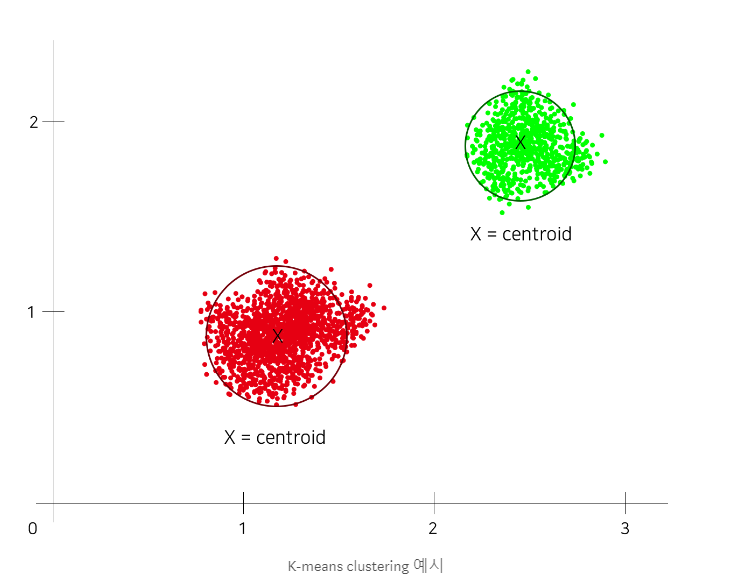 2
X
X = centroid
1
X
X = centroid
0 1 2 3
K-means clustering 예시